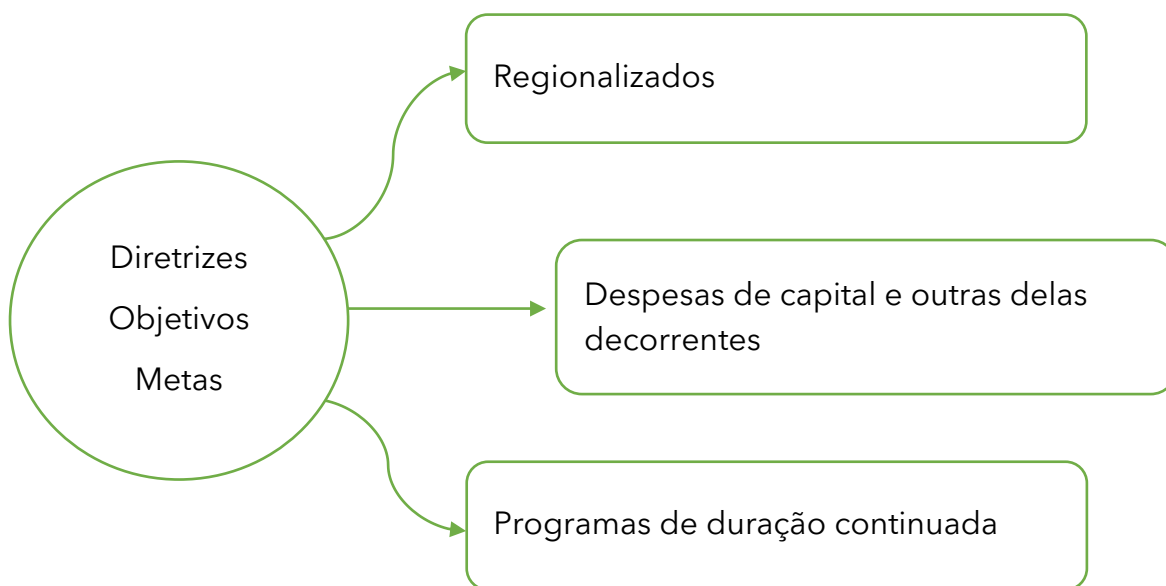 Diretrizes
Objetivos
Metas
Regionalizados
Despesas de capital e outras delas
decorrentes
Programas de duração continuada